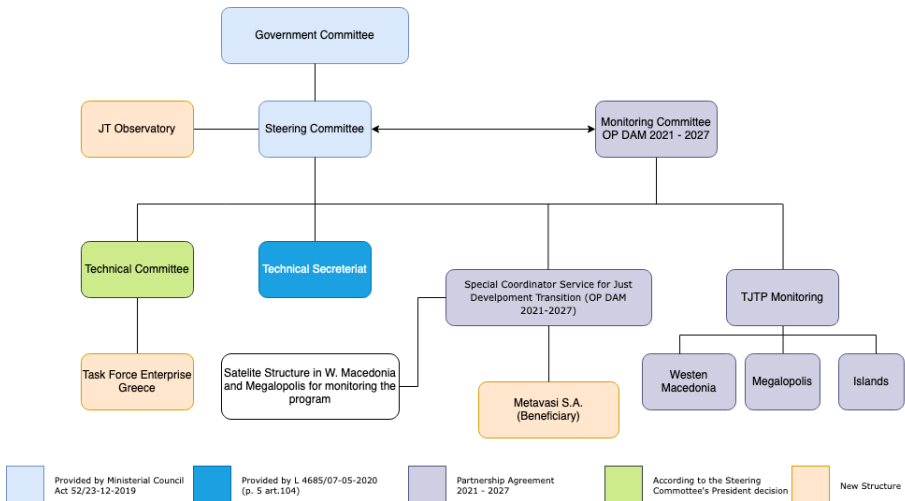 Government Committee
JT Observatory
Steering Committee
Monitoring Committee
OP DAM 2021 - 2027
Technical Committee
Technical Secreteriat
Special Coordinator Service for Just
Develpoment Transition (OP DAM
2021-2027)
TJTP Monitoring
Task Force Enterprise
Greece
Satelite Structure in W. Macedonia
and Megalopolis for monitoring the
program
Metavasi S.A.
(Beneficiary)
Westen
Macedonia
Megalopolis
Islands
Provided by Ministerial Council
Act 52/23-12-2019
Provided by L 4685/07-05-2020
(p. 5 art.104)
Partnership Agreement
2021 - 2027
According to the Steering
Commottee's President decision
New Structure